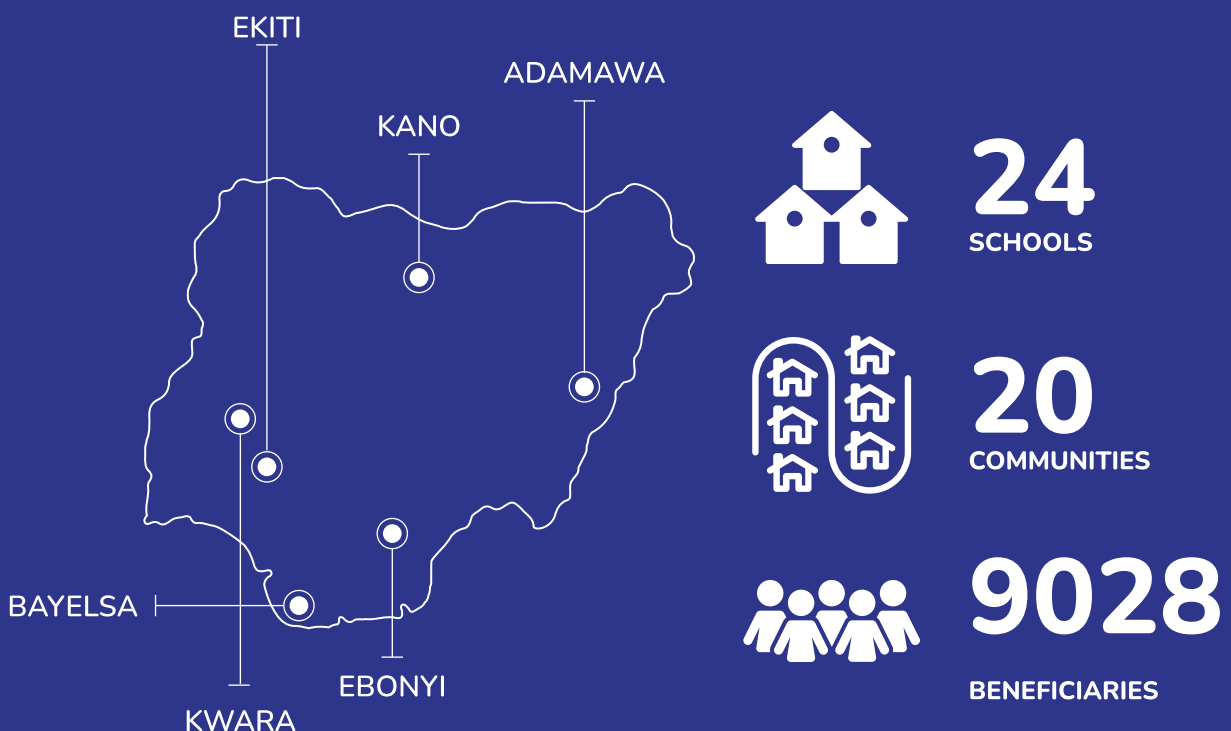 EKITI
ADAMAWA
KANO
BAYELSA
EBONYI
KWARA
24
SCHOOLS
20
COMMUNITIES
9028
BENEFICIARIES